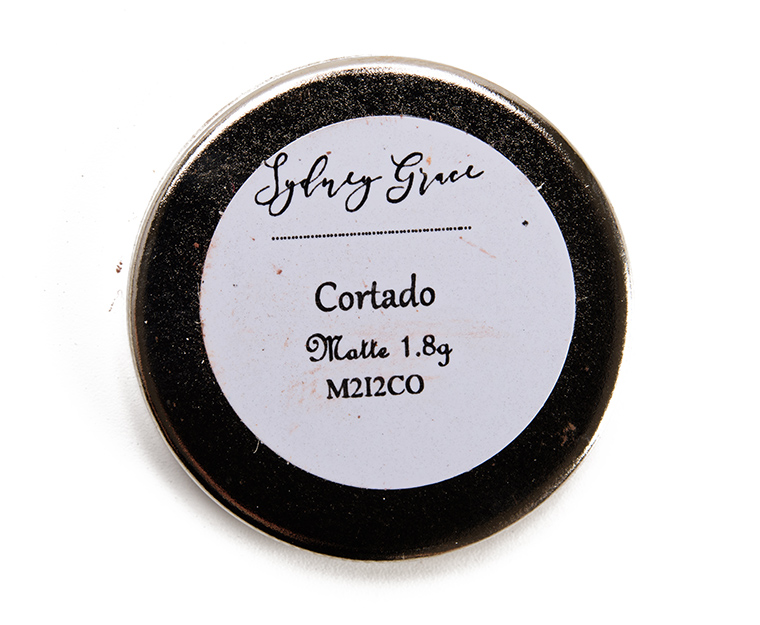 Sydney Grace
Cortado
Matte 1.8g
M2I2CO